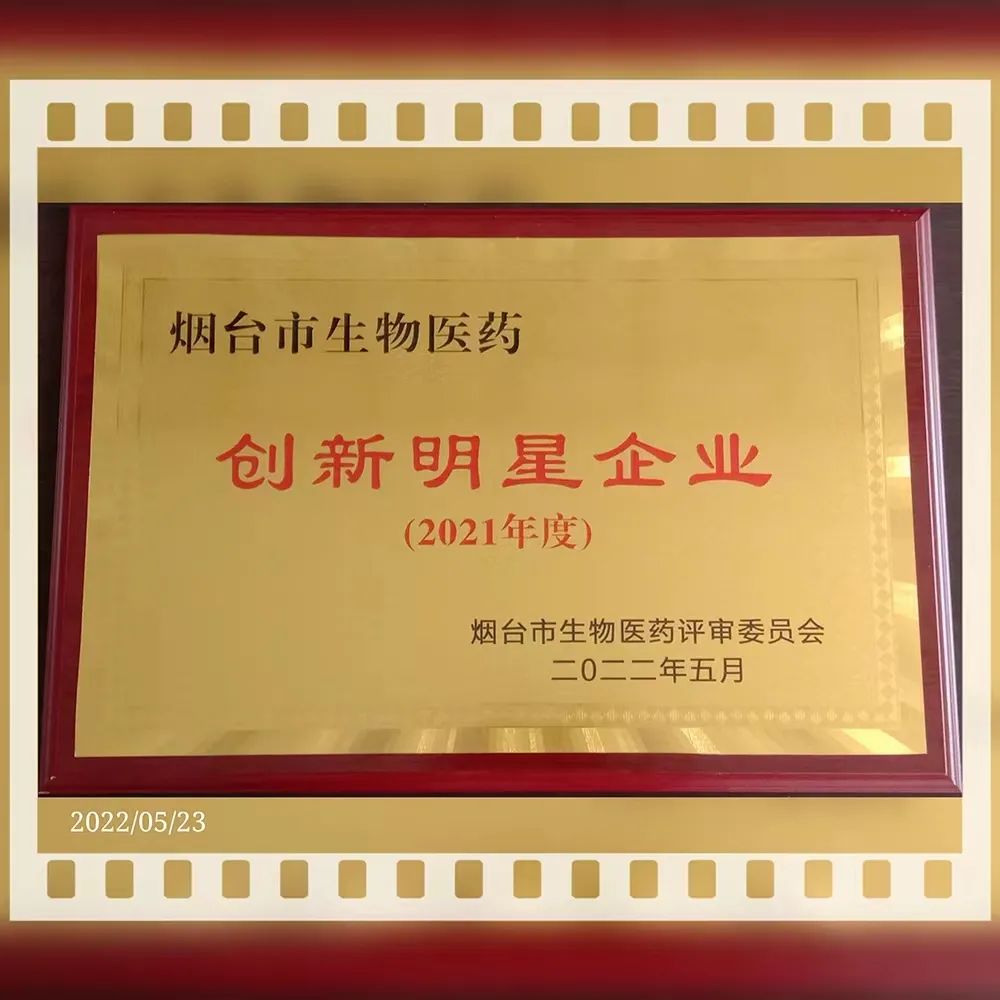 烟台市生物医药
创新明星企业
(2021年度)
烟台市生物医药评审委员会
二0二二年五月
2022/05/23